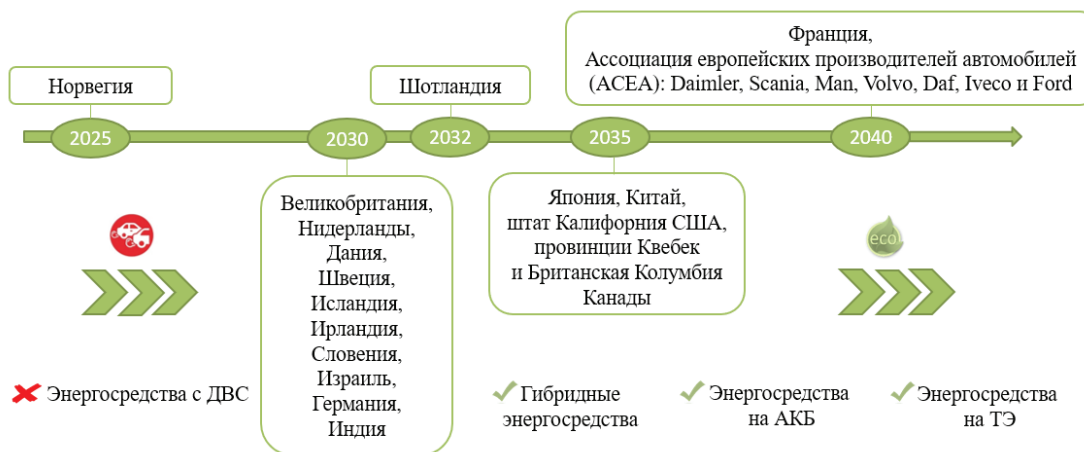 Франция,
Ассоциация европейских производителей автомобилей
(ACEA): Daimler, Scania, Man, Volvo, Daf, Iveco и Ford
Норвегия
Шотландия
2025
2030
2032
2035
2040
Великобритания,
Нидерланды,
Дания,
Швеция,
Исландия,
Ирландия,
Словения,
Израиль,
Германия,
Индия
Япония, Китай,
штат Калифорния США,
провинции Квебек
и Британская Колумбия
Канады
eco
Энергосредства с ДВС
Гибридные
энергосредства
Энергосредства
на АКБ
Энергосредства
на ТЭ